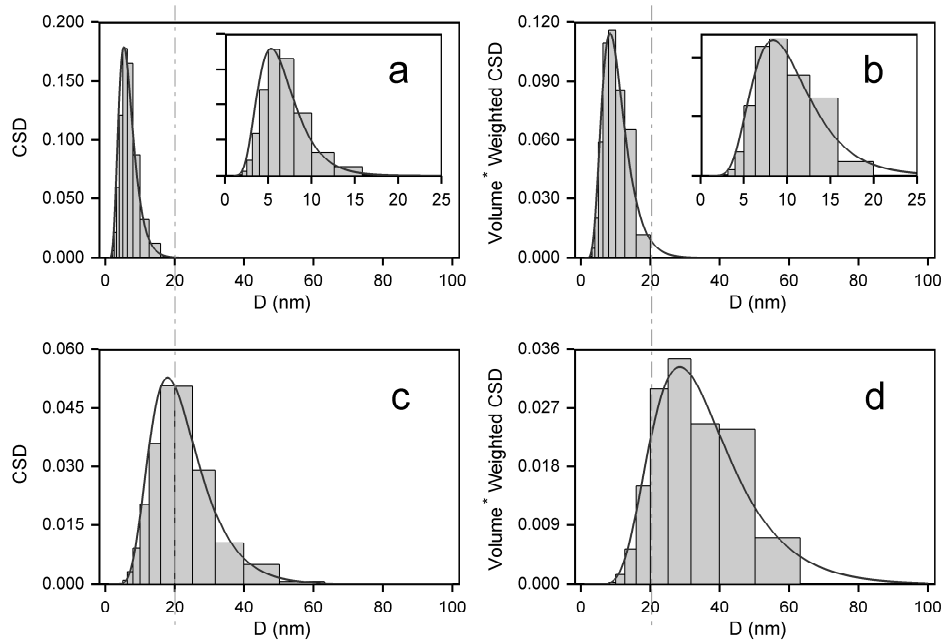 0.200
0.150
0.100
0.050
0.000
CSD
a
0 5 10 15 20 25
0 20 40 60 80 100
D (nm)
0.120
0.090
0.060
0.030
0.000
Volume* Weighted CSD
b
0 5 10 15 20 25
0 20 40 60 80 100
D (nm)
0.060
0.045
0.030
0.015
0.000
CSD
c
0 20 40 60 80 100
D (nm)
0.036
0.027
0.018
0.009
0.000
Volume* Weighted CSD
d
0 20 40 60 80 100
D (nm)